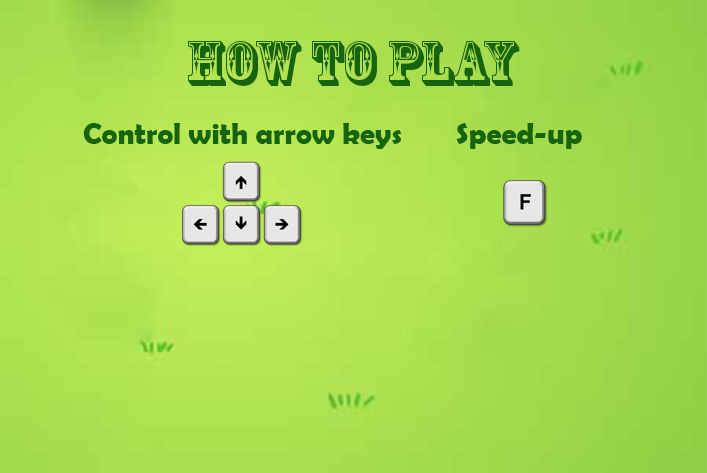 HOW TO PLAY
Control with arrow keys
Speed-up
↑
← ↓ →
F